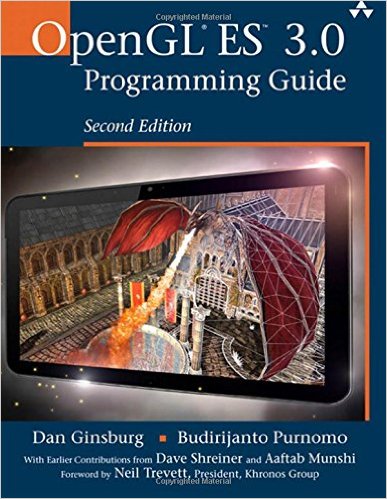 OpenGL® ES™ 3.0
Programming Guide
Second Edition
Dan Ginsburg ▪ Budirijanto Purnomo
With Earlier Contributions from Dave Shreiner and Aaftab Munshi
Foreword by Neil Trevett, President, Khronos Group